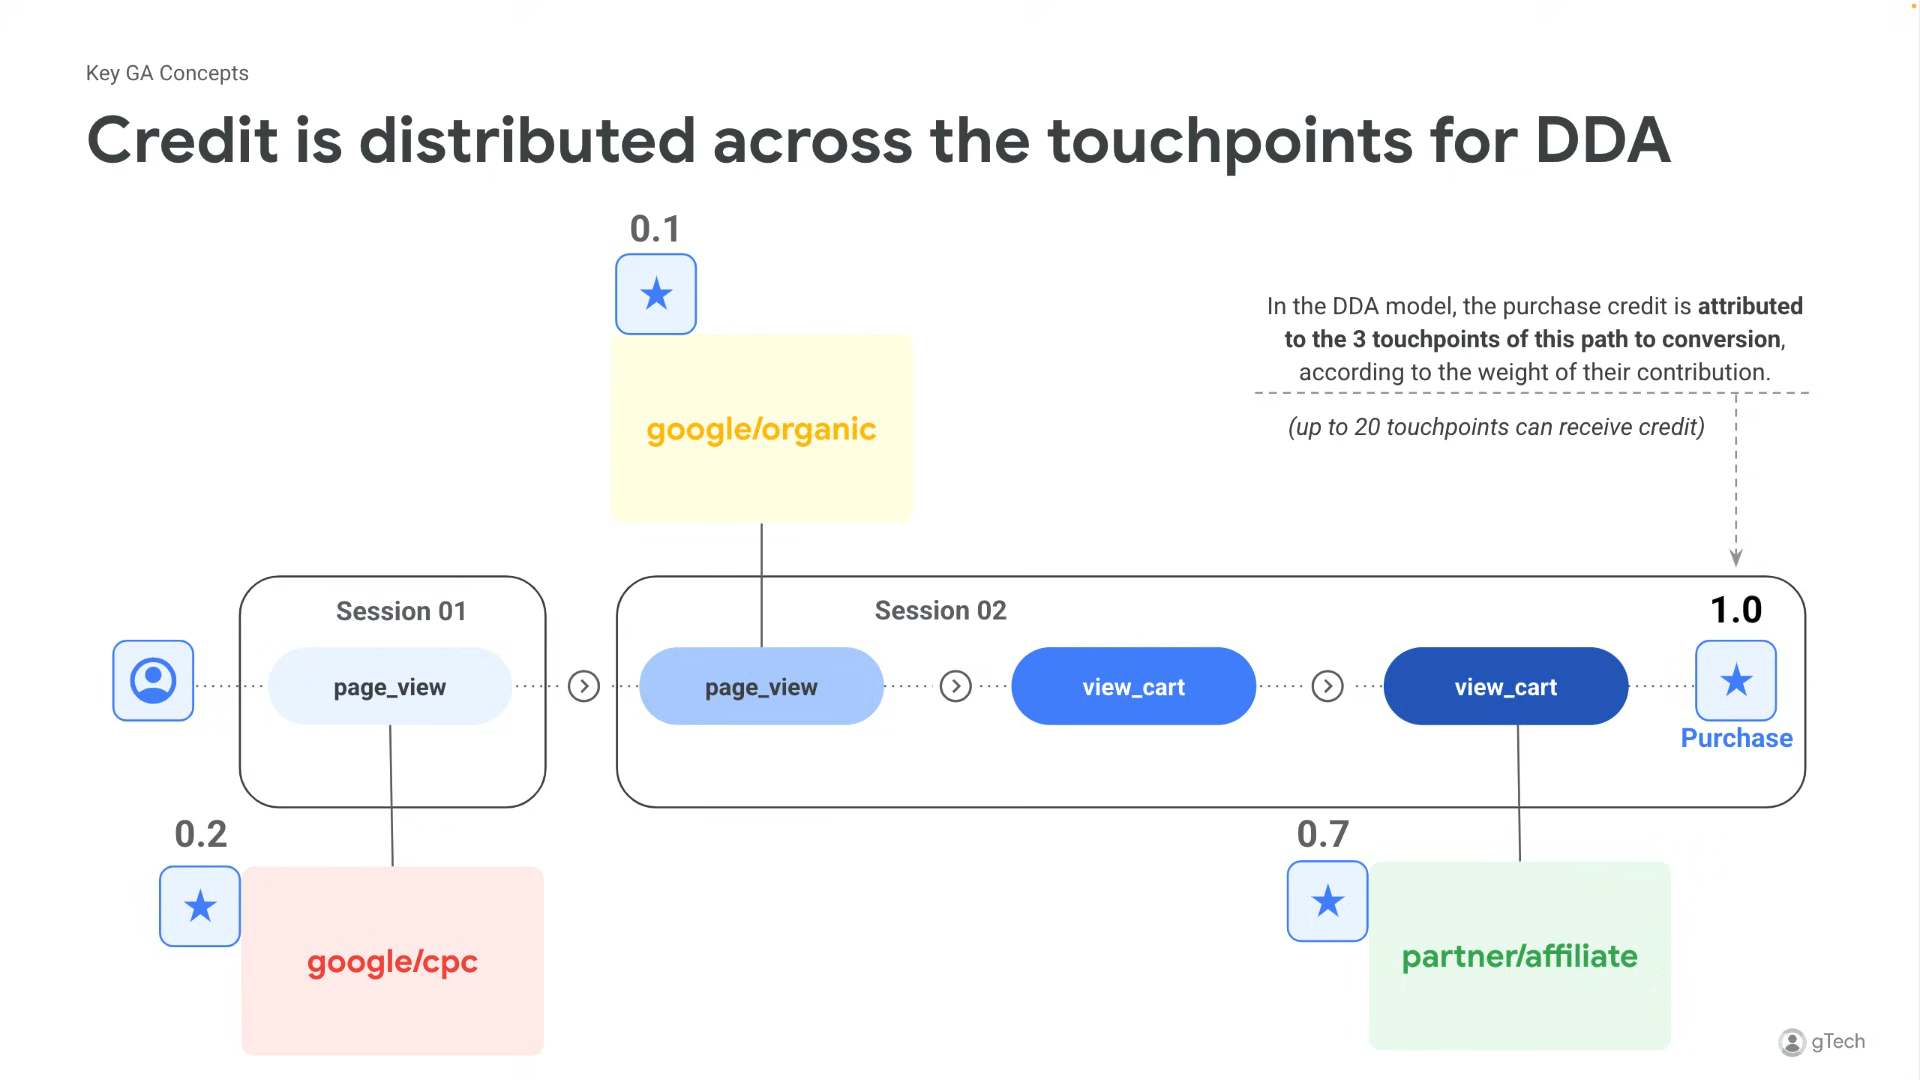 Key GA Concepts
Credit is distributed across the touchpoints for DDA
0.1
google/organic
In the DDA model, the purchase credit is attributed
to the 3 touchpoints of this path to conversion,
according to the weight of their contribution.
(up to 20 touchpoints can receive credit)
Session 01
page_view
Session 02
page_view
view_cart
view_cart
1.0
Purchase
0.2
google/cpc
0.7
partner/affiliate
gTech